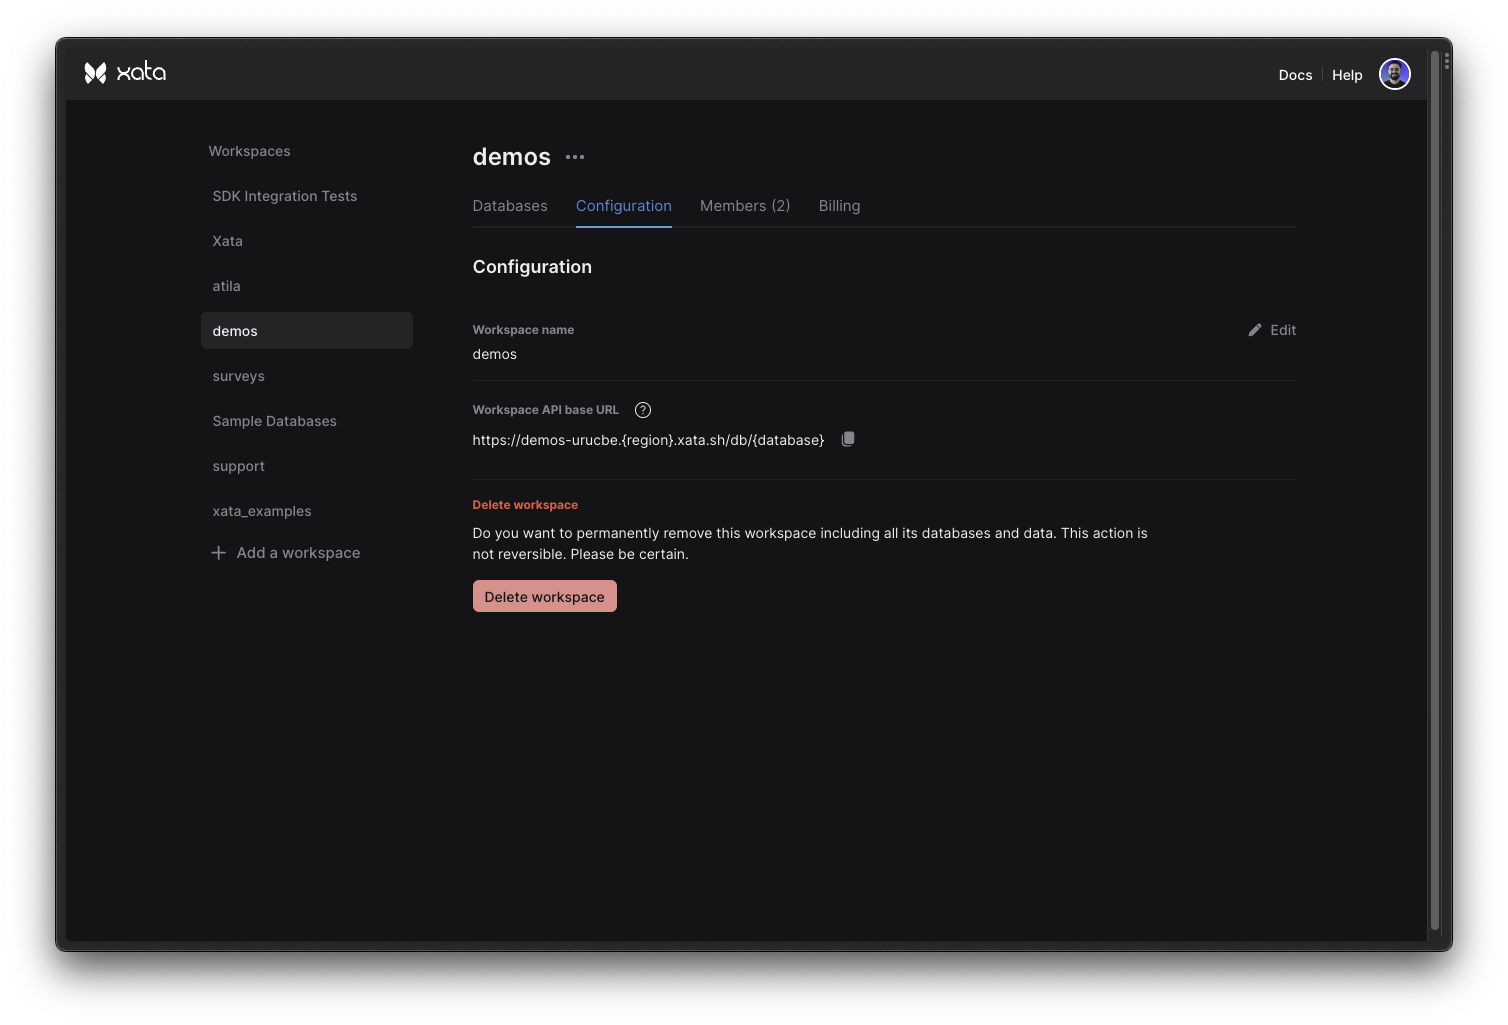 xata
Docs
Help
Workspaces
SDK Integration Tests
Xata
atila
demos
surveys
Sample Databases
support
xata_examples
Add a workspace
demos
Databases
Configuration
Members (2)
Billing
Configuration
Workspace name
Edit
demos
Workspace API base URL
?
https://demos-urucbe.{region}.xata.sh/db/{database}
Delete workspace
Do you want to permanently remove this workspace including all its databases and data. This action is
not reversible. Please be certain.
Delete workspace